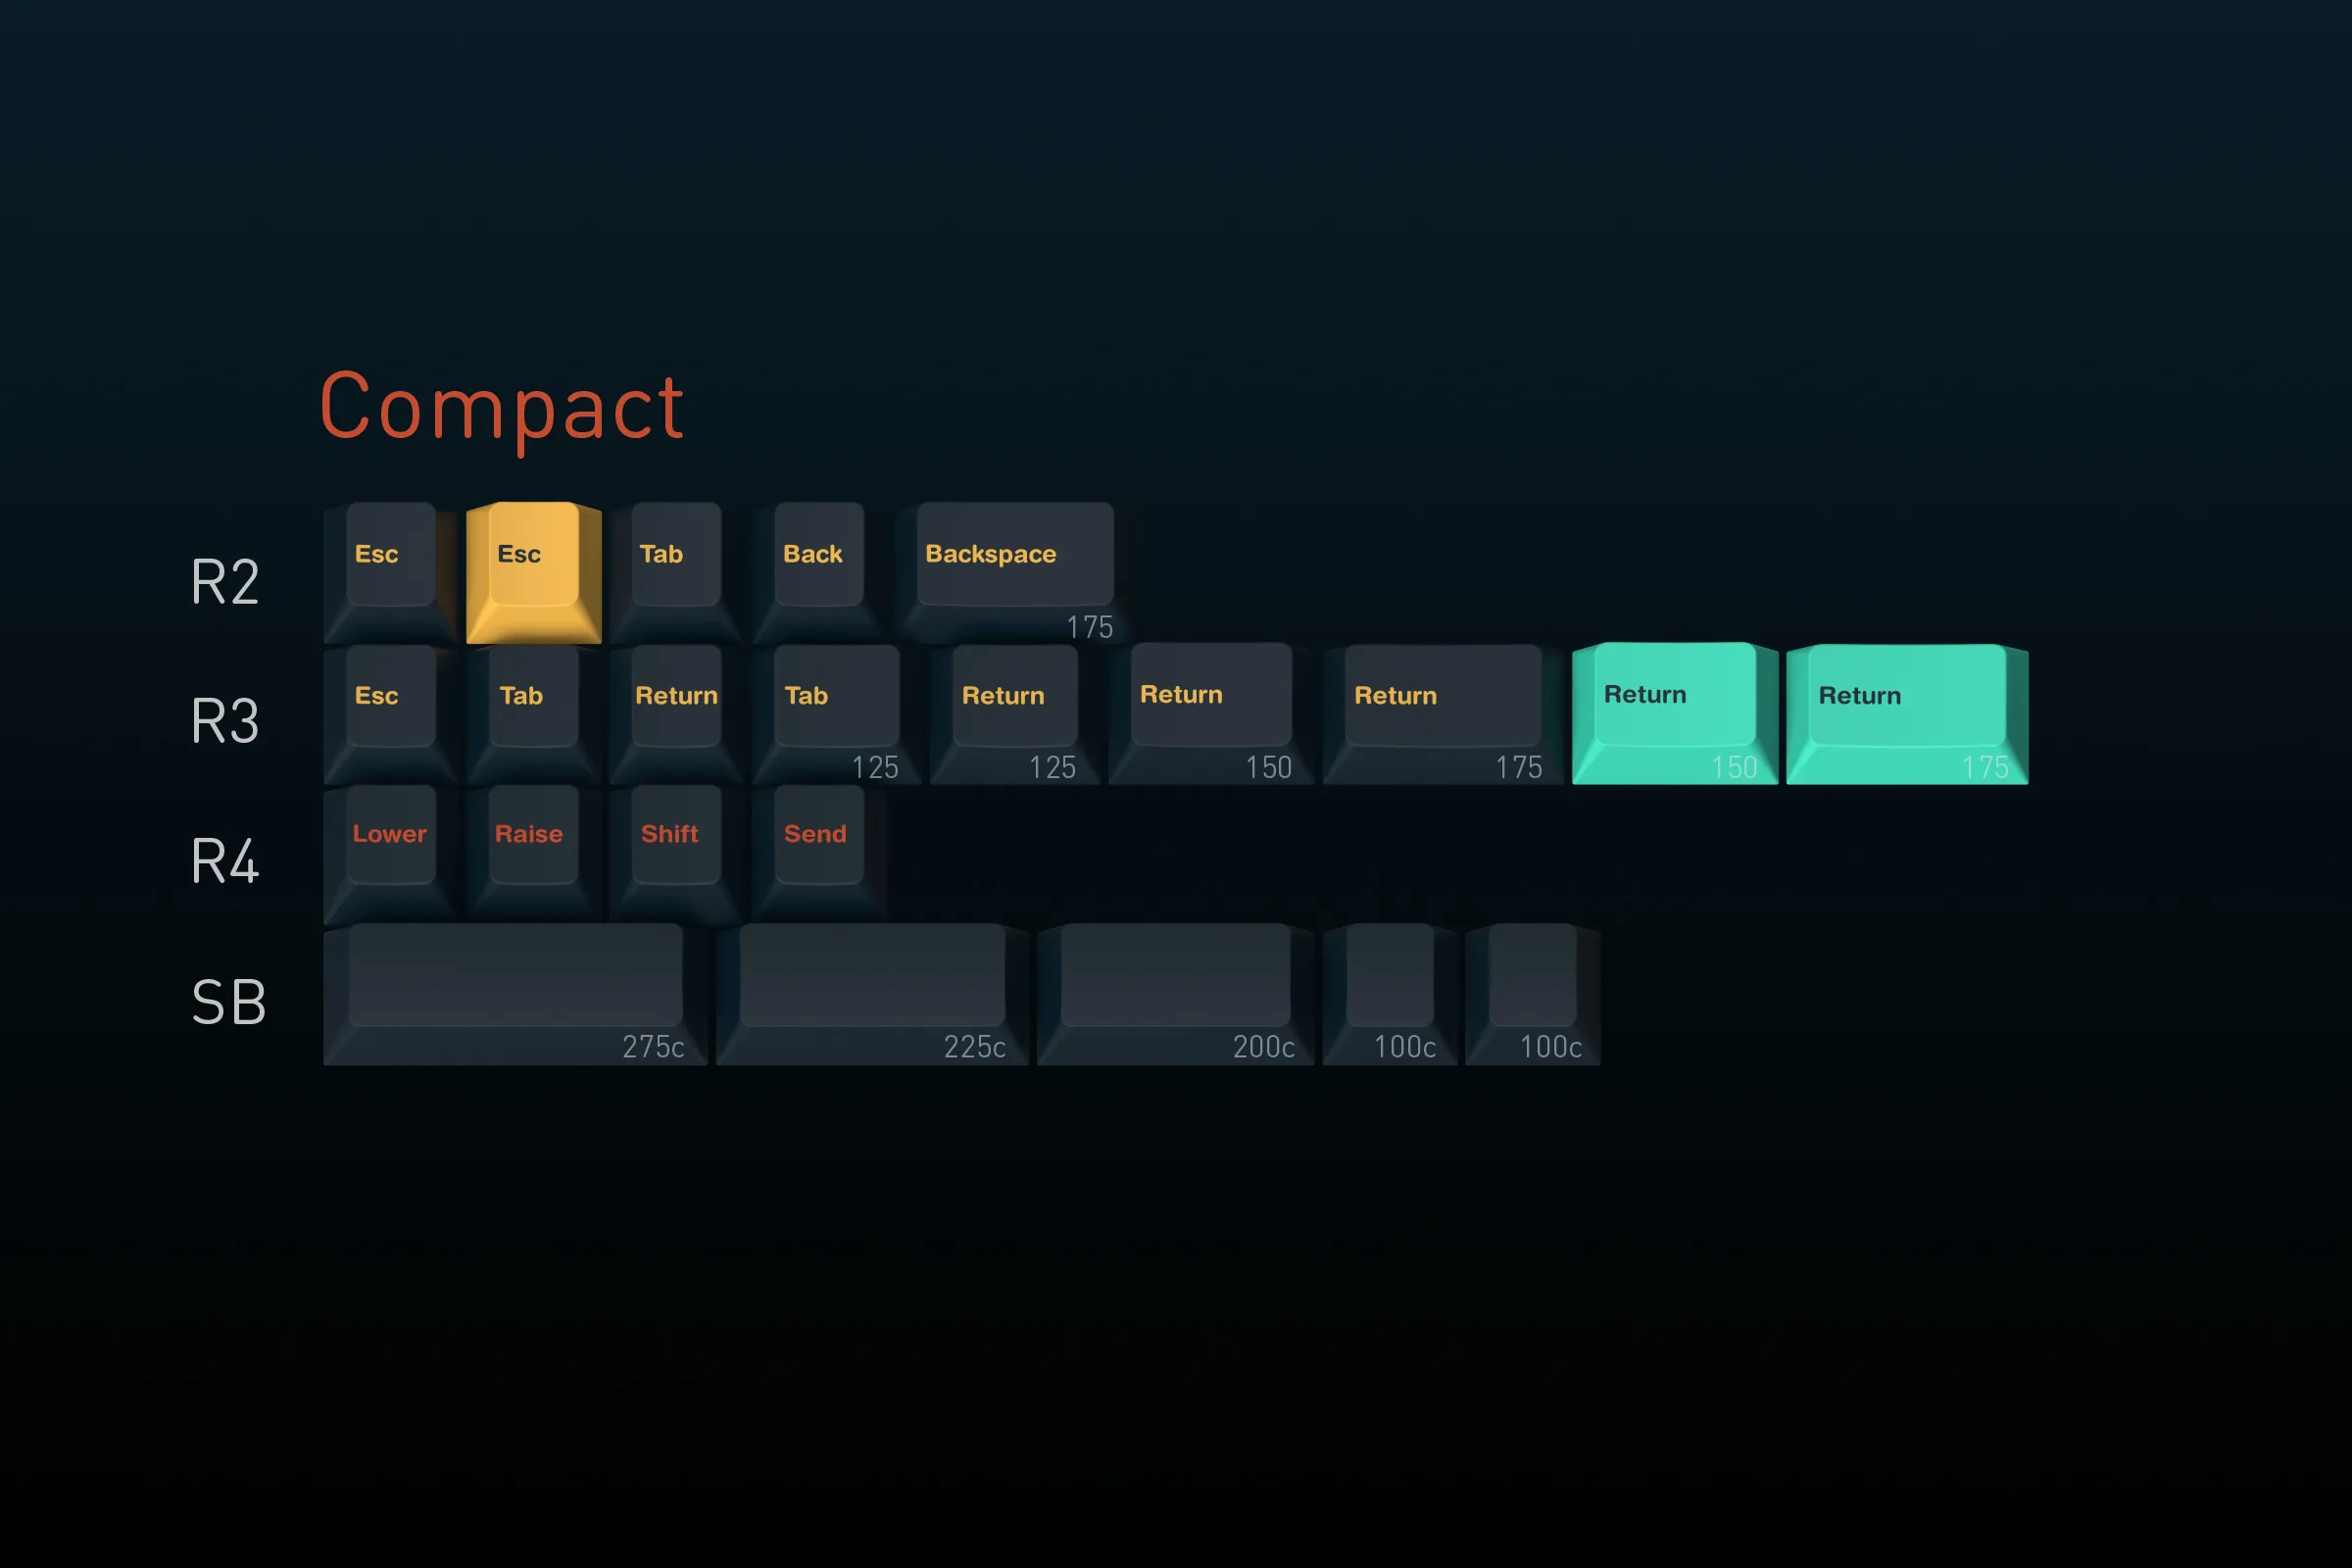 Compact
R2 Esc Esc Tab Back Backspace 175
R3 Esc Tab Return Tab 125 Return 125 Return 150 Return 175 Return 150 Return 175
R4 Lower Raise Shift Send
SB 275c 225c 200c 100c 100c